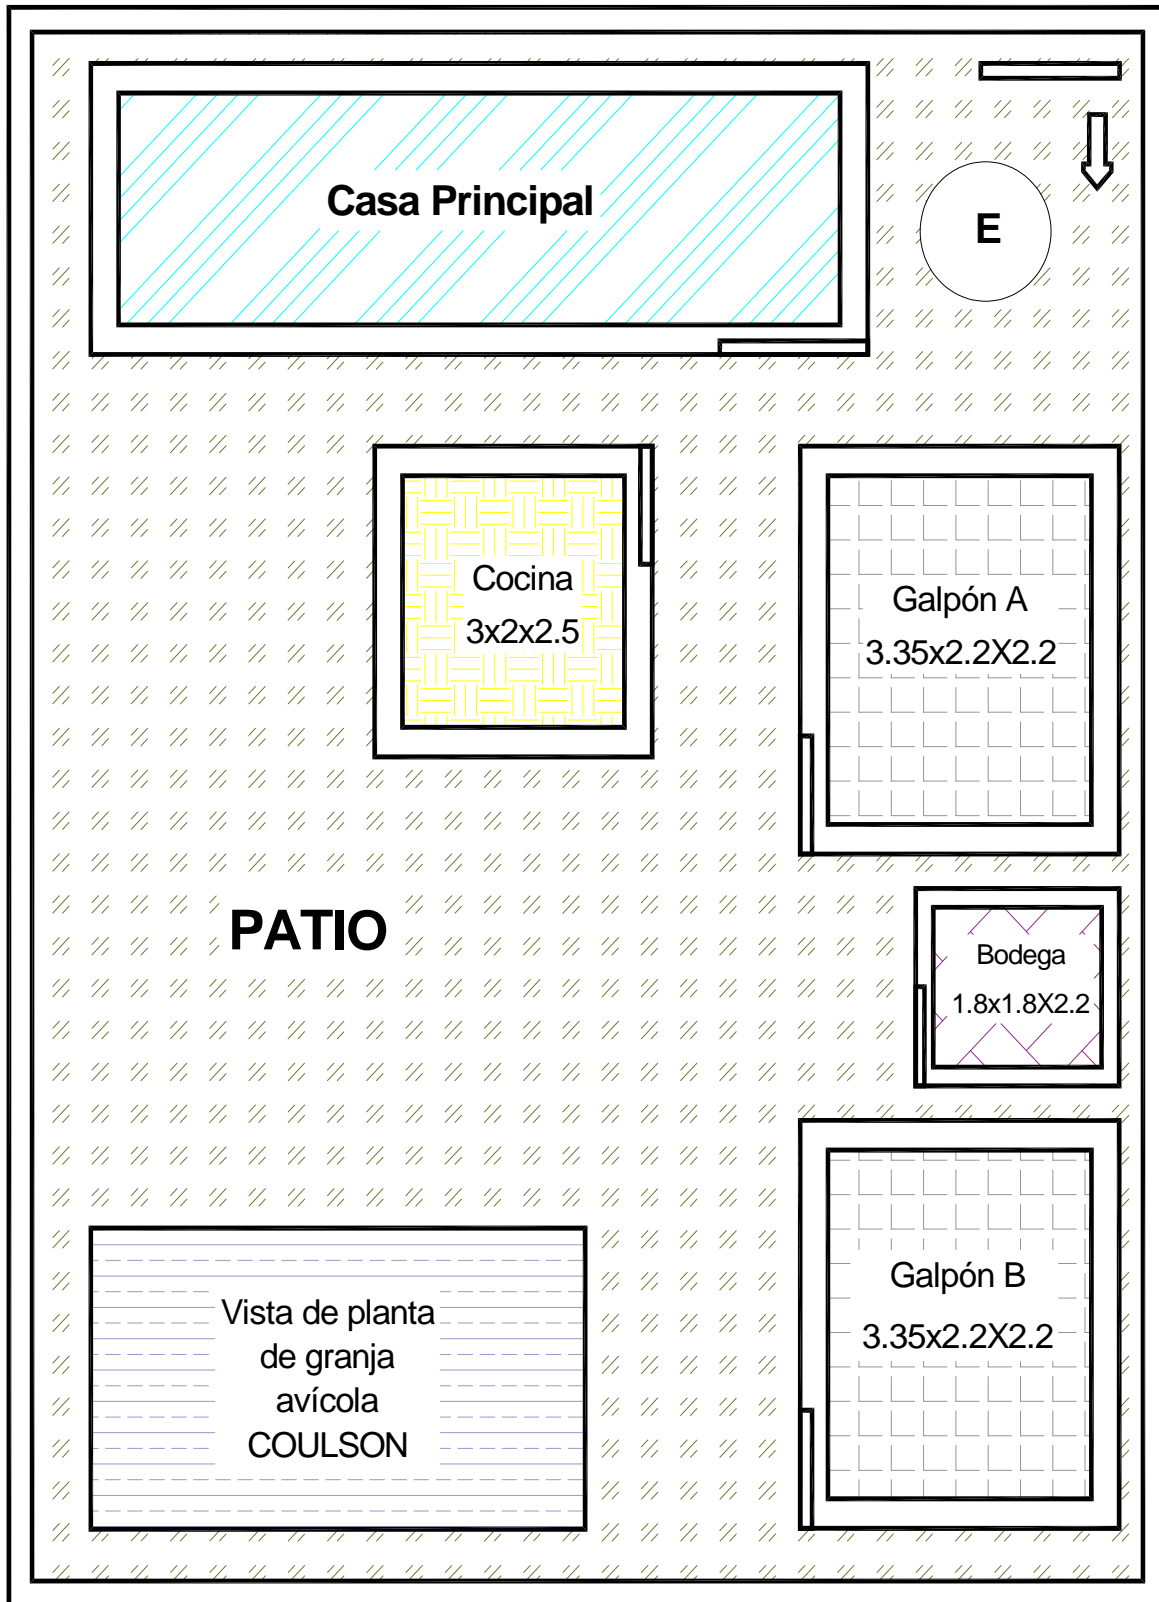 Casa Principal
E
Cocina
3x2x2.5
Galpón A
3.35x2.2X2.2
PATIO
Bodega
1.8x1.8X2.2
Galpón B
3.35x2.2X2.2
Vista de planta
de granja
avícola
COULSON